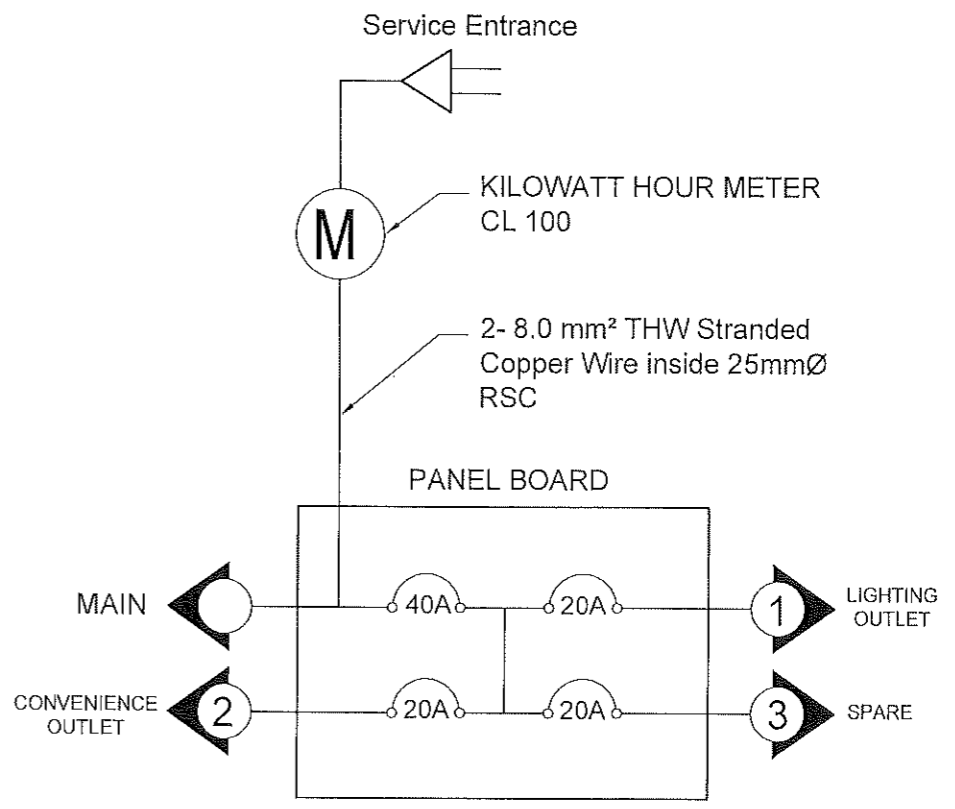 Service Entrance
M
KILOWATT HOUR METER
CL 100
2- 8.0 mm² THW Stranded
Copper Wire inside 25mmØ
RSC
PANEL BOARD
MAIN
40A
20A
1
LIGHTING
OUTLET
CONVENIENCE
OUTLET
2
20A
20A
3
SPARE